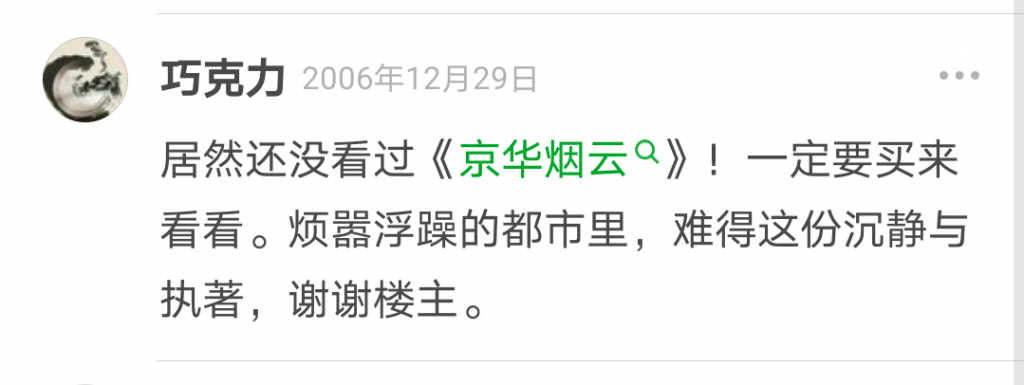 巧克力 2006年12月29日
居然还没看过《京华烟云》！一定要买来
看看。烦嚣浮躁的都市里，难得这份沉静与
执著，谢谢楼主。